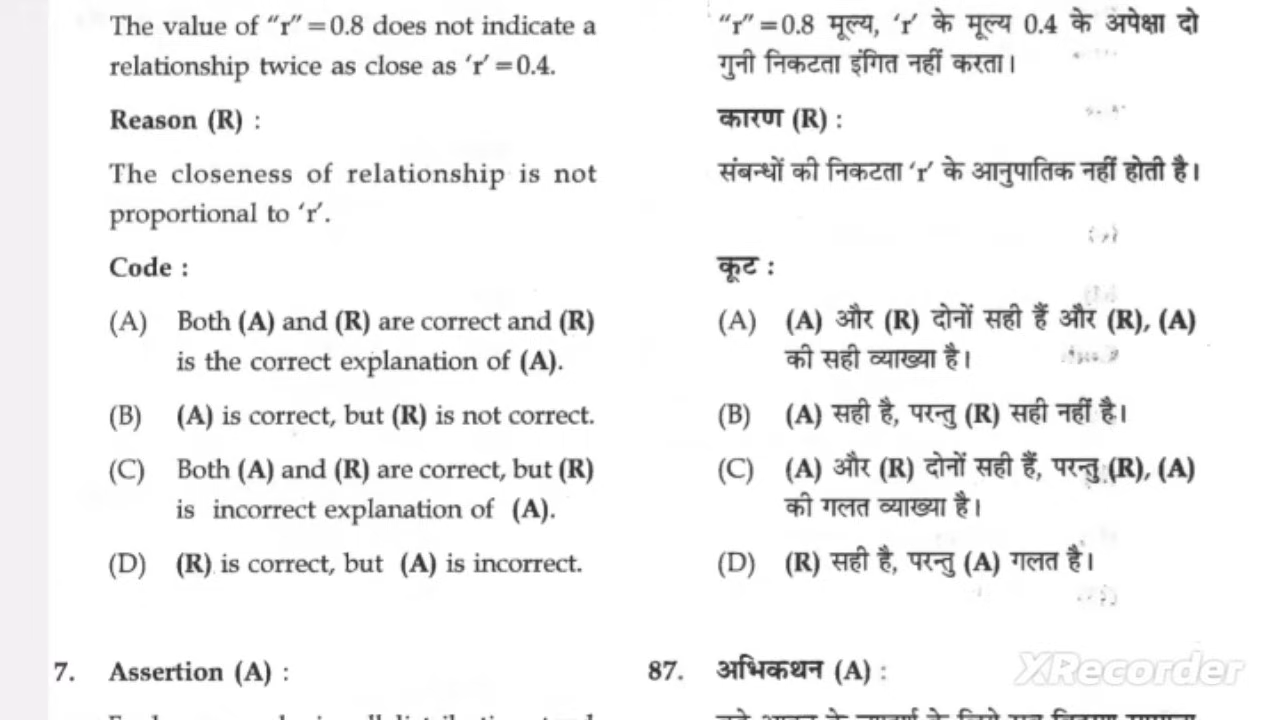 The value of “r” = 0.8 does not indicate a
relationship twice as close as ‘r’ = 0.4.
Reason (R) :
The closeness of relationship is not
proportional to ‘r’.
Code :
(A) Both (A) and (R) are correct and (R)
is the correct explanation of (A).
(B) (A) is correct, but (R) is not correct.
(C) Both (A) and (R) are correct, but (R)
is incorrect explanation of (A).
(D) (R) is correct, but (A) is incorrect.
7. Assertion (A) :
“r” = 0.8 मूल्य, ‘r’ के मूल्य 0.4 के अपेक्षा दो
गुनी निकटता इंगित नहीं करता।
कारण (R) :
संबन्धों की निकटता ‘r’ के आनुपातिक नहीं होती है।
कूट :
(A) (A) और (R) दोनों सही हैं और (R), (A)
की सही व्याख्या है।
(B) (A) सही है, परन्तु (R) सही नहीं है।
(C) (A) और (R) दोनों सही हैं, परन्तु (R), (A)
की गलत व्याख्या है।
(D) (R) सही है, परन्तु (A) गलत है।
87. अभिकथन (A) :
XRecorder